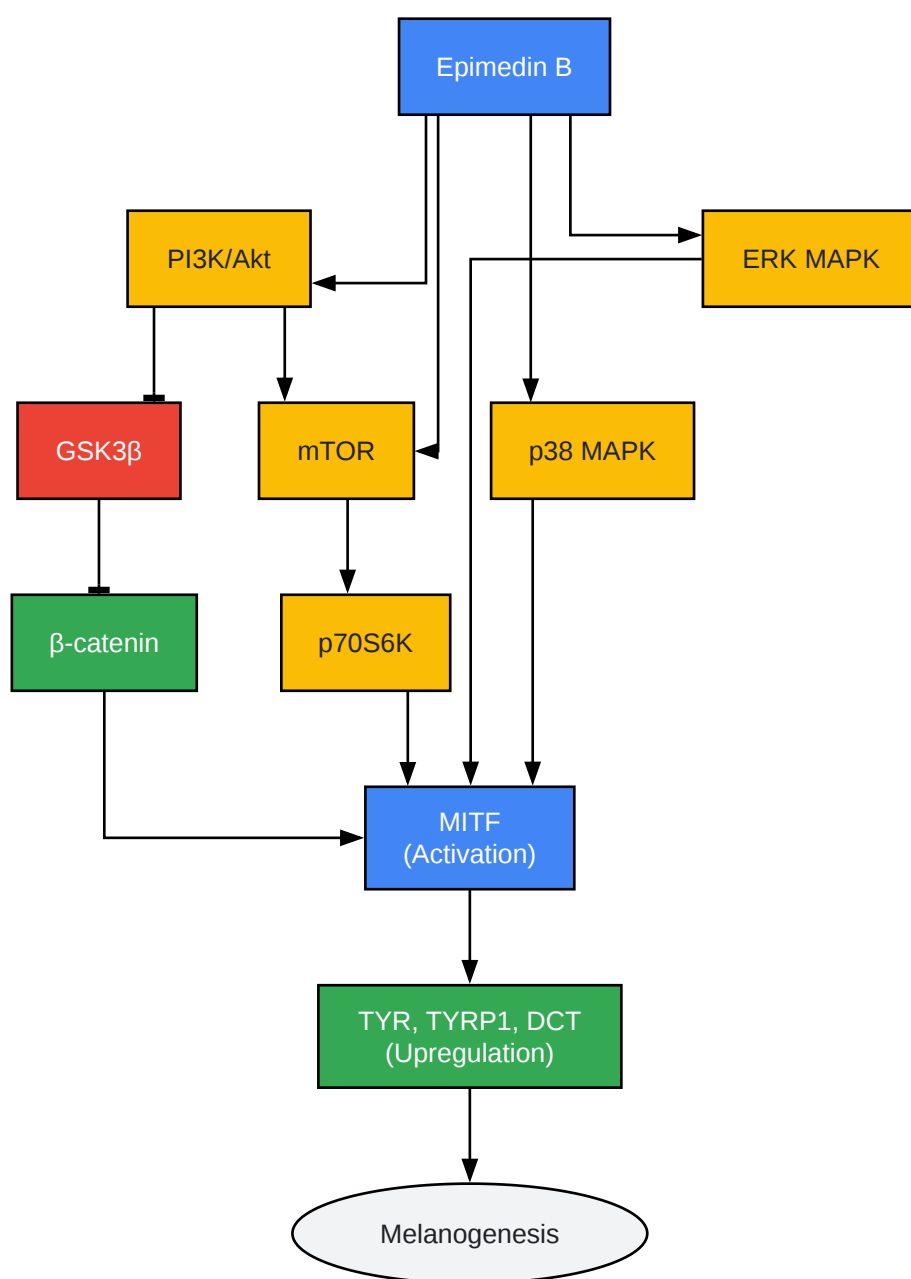 Epimedin B
PI3K/Akt
ERK MAPK
GSK3β
mTOR
p38 MAPK
β-catenin
p70S6K
MITF
(Activation)
TYR, TYRP1, DCT
(Upregulation)
Melanogenesis